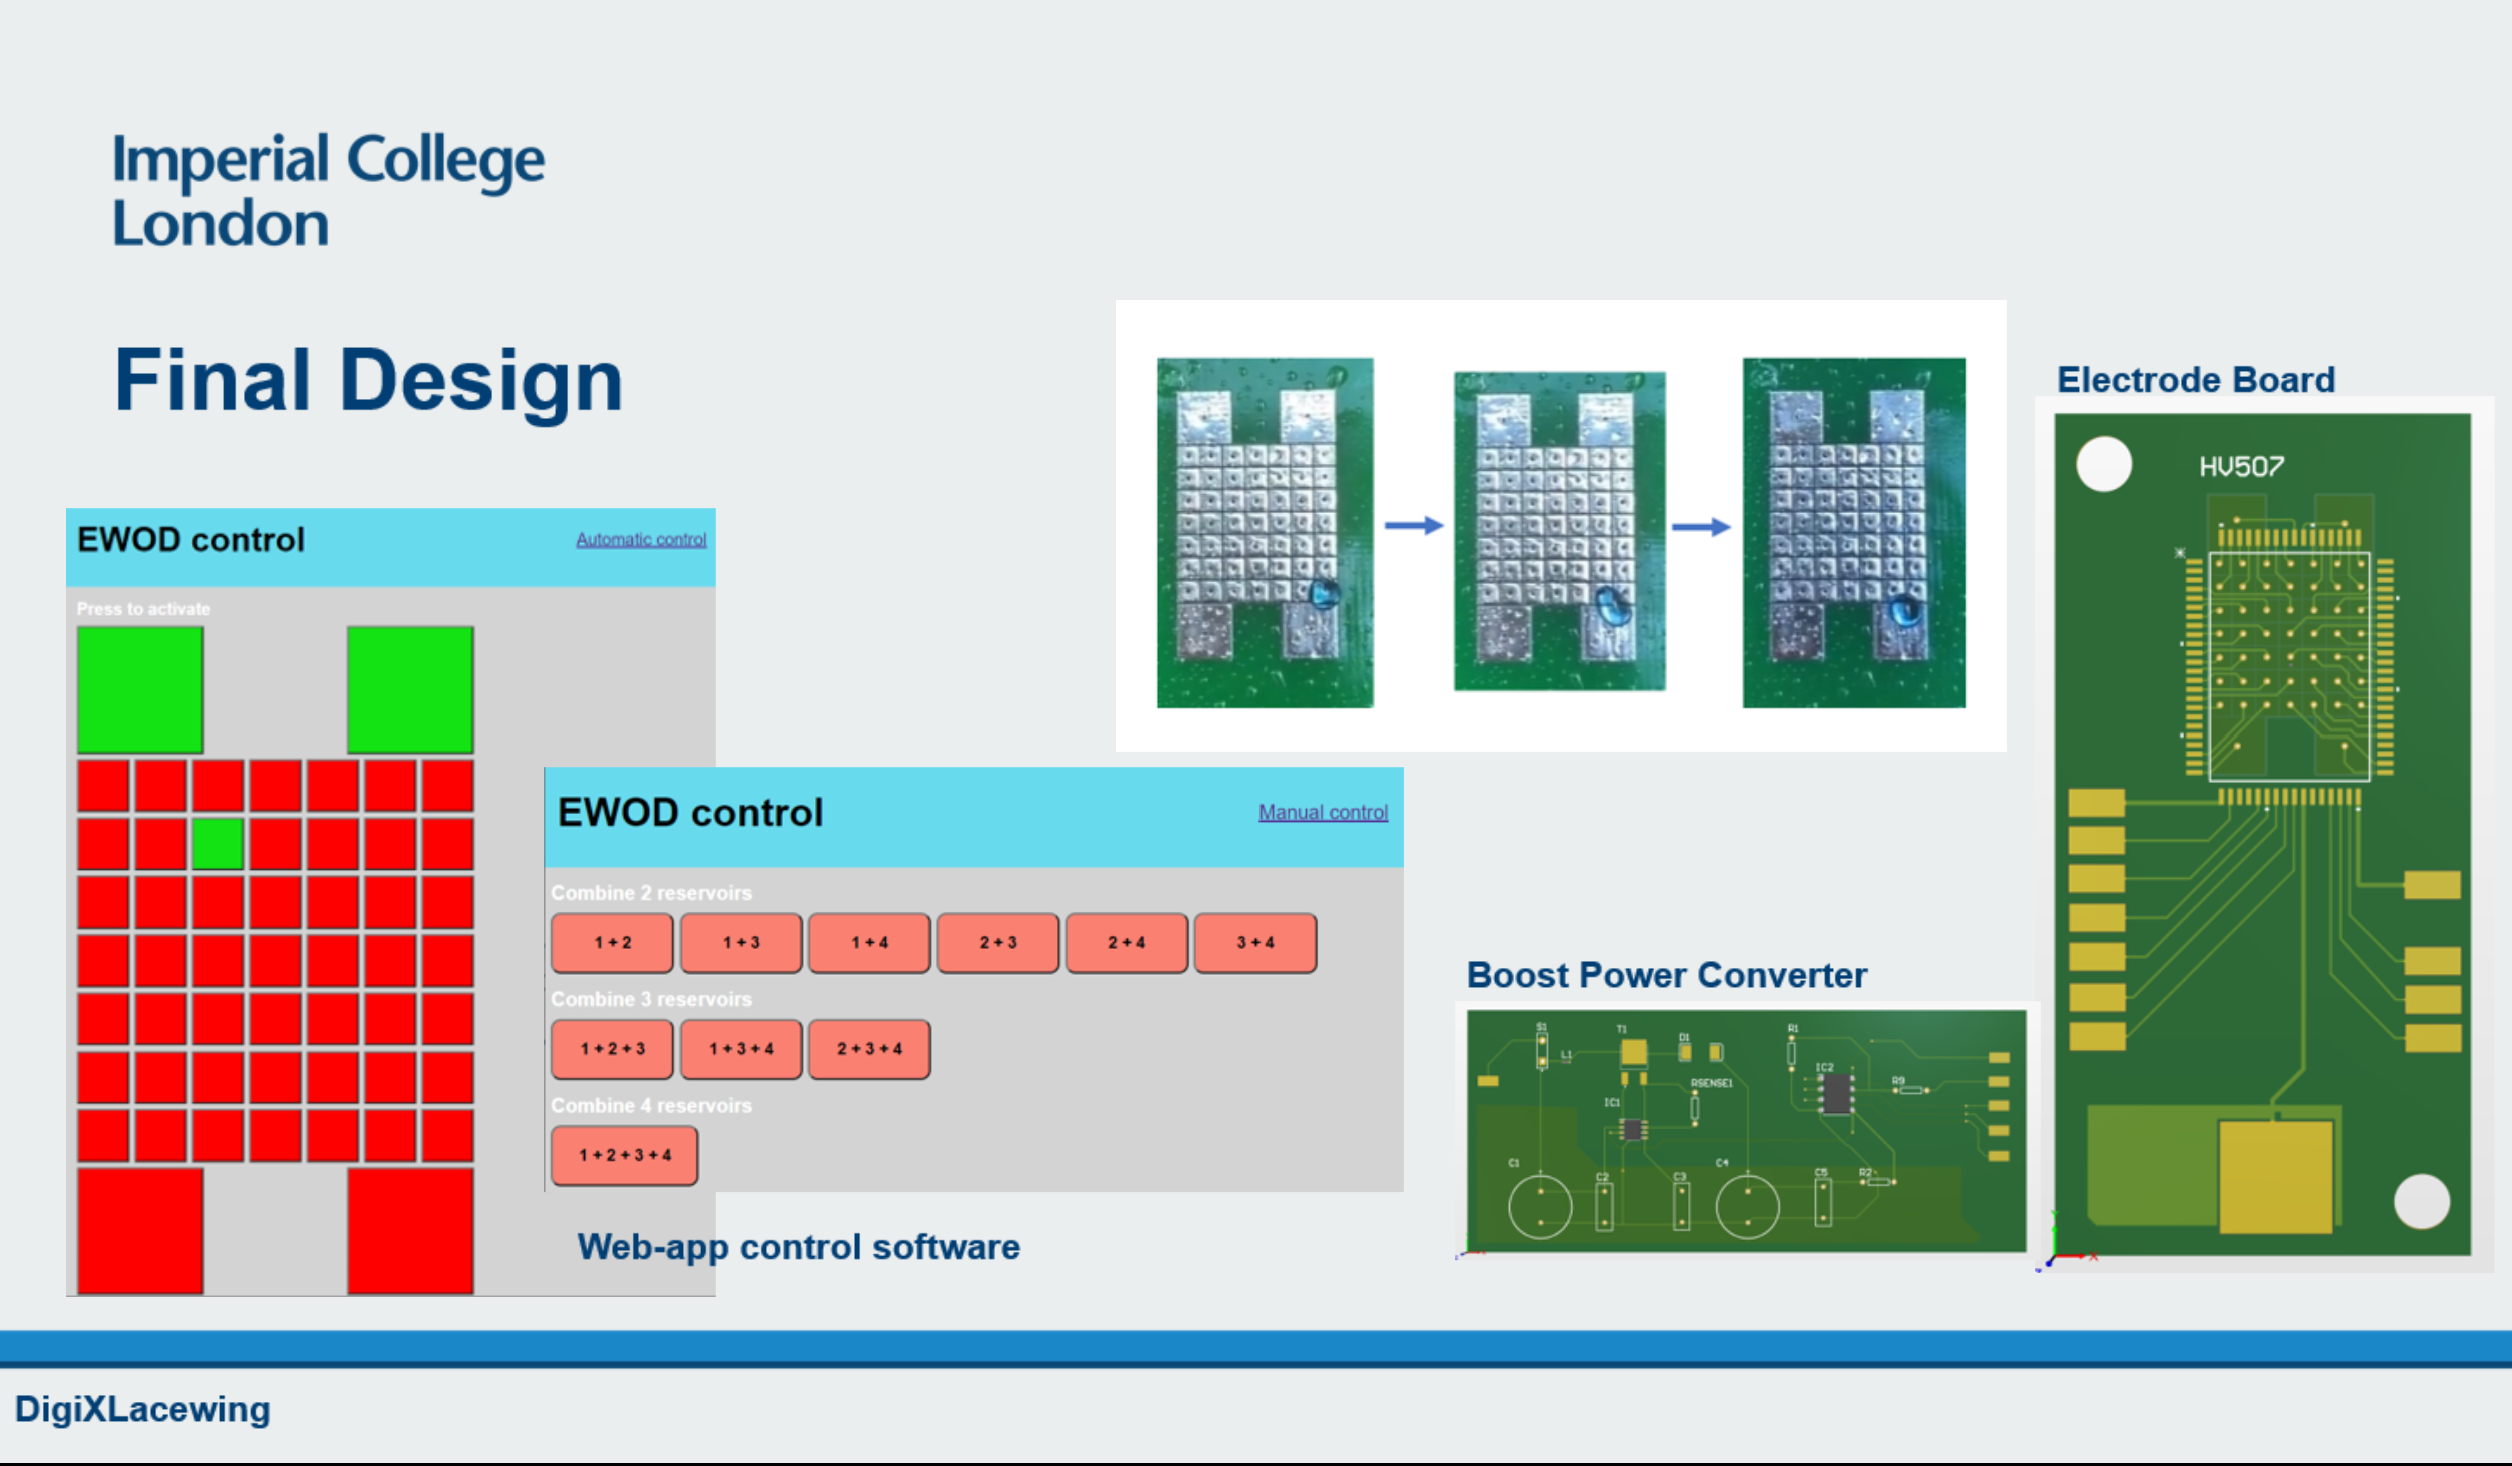 Imperial College
London
Final Design
EWOD control
Automatic control
Press to activate
EWOD control
Manual control
Combine 2 reservoirs
1 + 2
1 + 3
1 + 4
2 + 3
2 + 4
3 + 4
Combine 3 reservoirs
1 + 2 + 3
1 + 3 + 4
2 + 3 + 4
Combine 4 reservoirs
1 + 2 + 3 + 4
Web-app control software
Boost Power Converter
S1
L1
T1
D1
R1
IC2
R9
RSENSE1
IC1
C1
C2
C3
C4
C5
R2
Electrode Board
HV507
X
DigiXLacewing